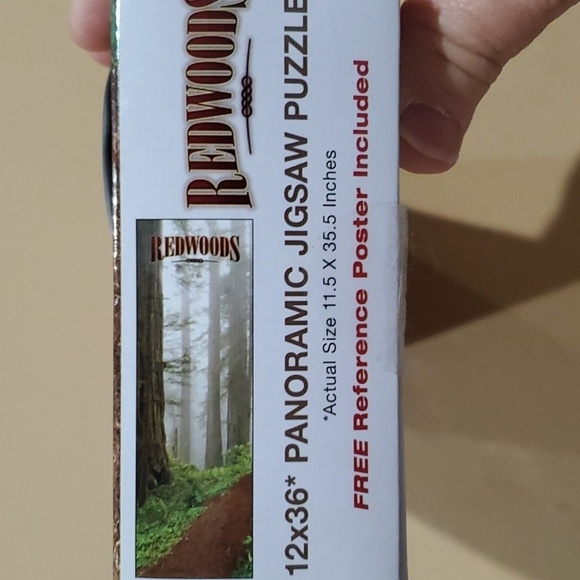 REDWOODS
REDWOODS
12x36* PANORAMIC JIGSAW PUZZLE
*Actual Size 11.5 X 35.5 Inches
FREE Reference Poster Included